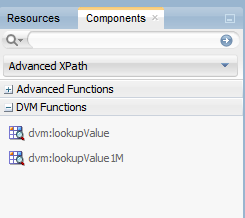 Resources Components
Advanced XPath
Advanced Functions
DVM Functions
dvm:lookupValue
dvm:lookupValue1M